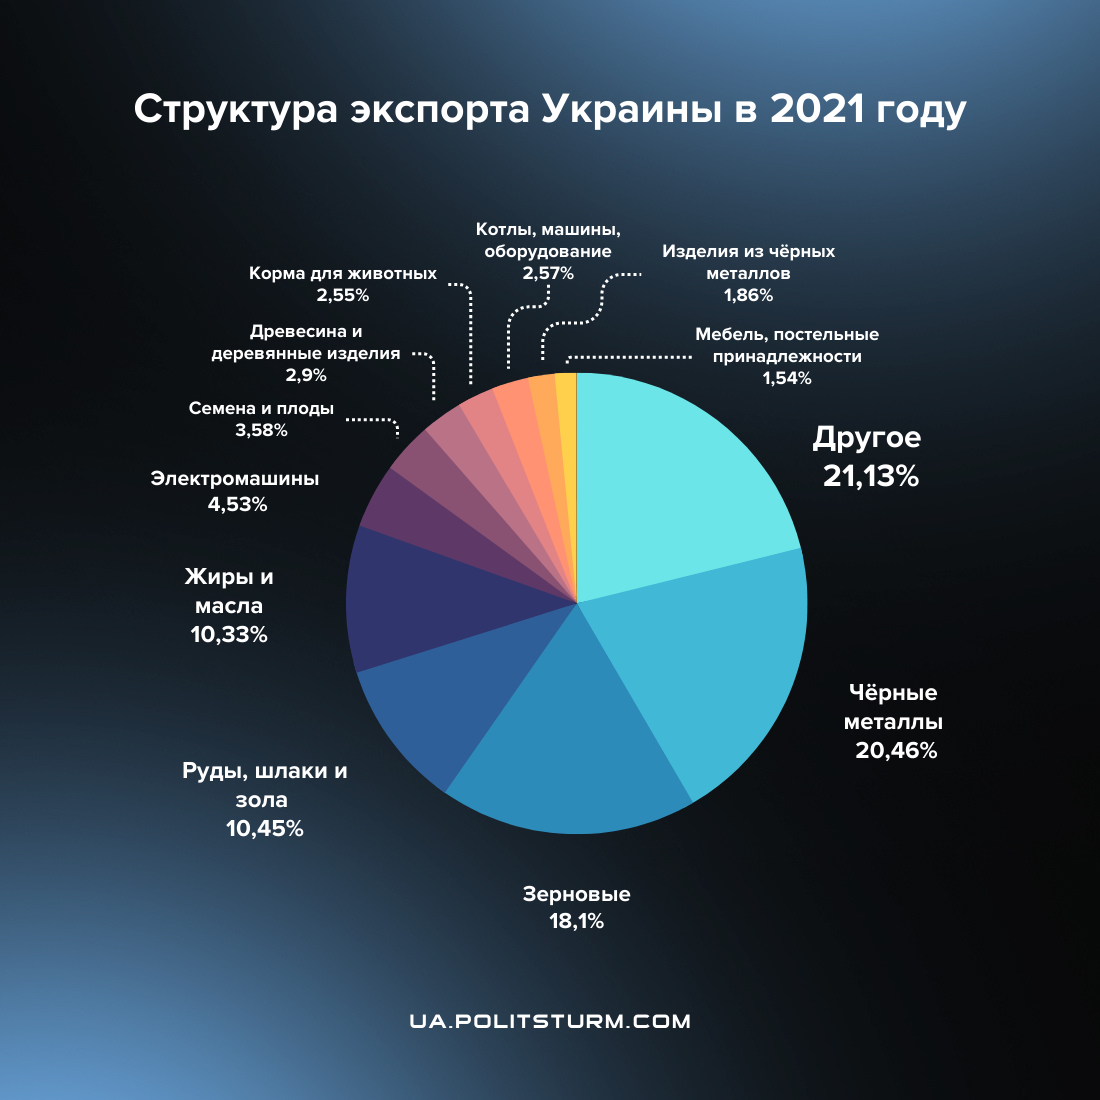 Структура экспорта Украины в 2021 году
Котлы, машины,
оборудование
2,57%
Изделия из чёрных
металлов
1,86%
Корма для животных
2,55%
Древесина и
деревянные изделия
2,9%
Мебель, постельные
принадлежности
1,54%
Семена и плоды
3,58%
Другое
21,13%
Электромашины
4,53%
Жиры и
масла
10,33%
Чёрные
металлы
20,46%
Руды, шлаки и
зола
10,45%
Зерновые
18,1%
UA.POLITSTURM.COM